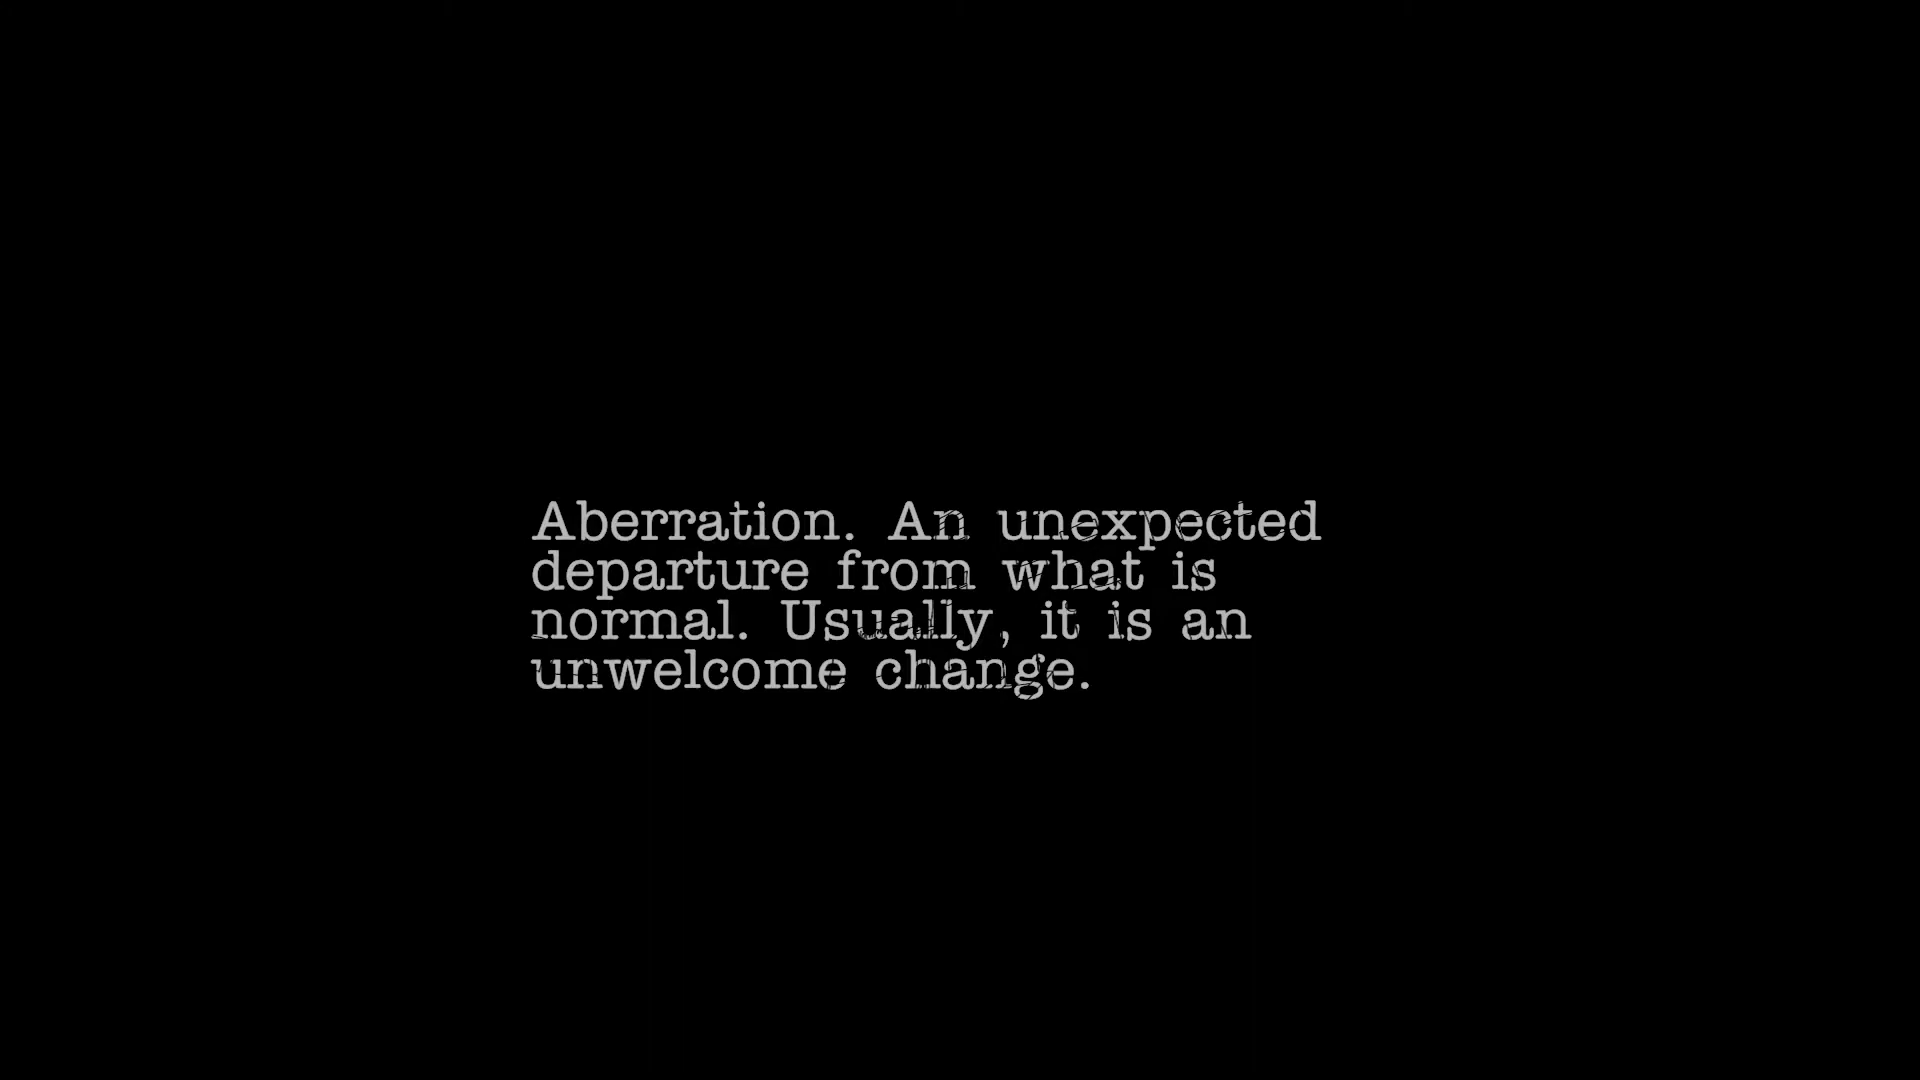 Aberration. An unexpected
departure from what is
normal. Usually, it is an
unwelcome change.